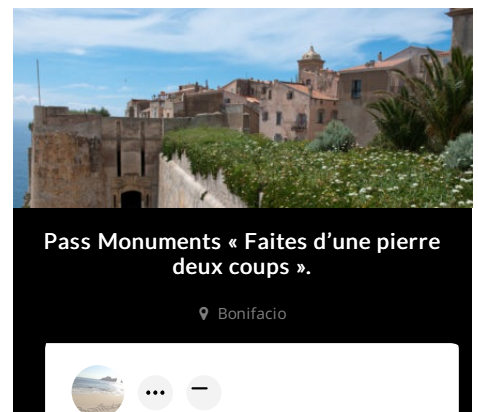 Pass Monuments « Faites d’une pierre
deux coups ».
Bonifacio